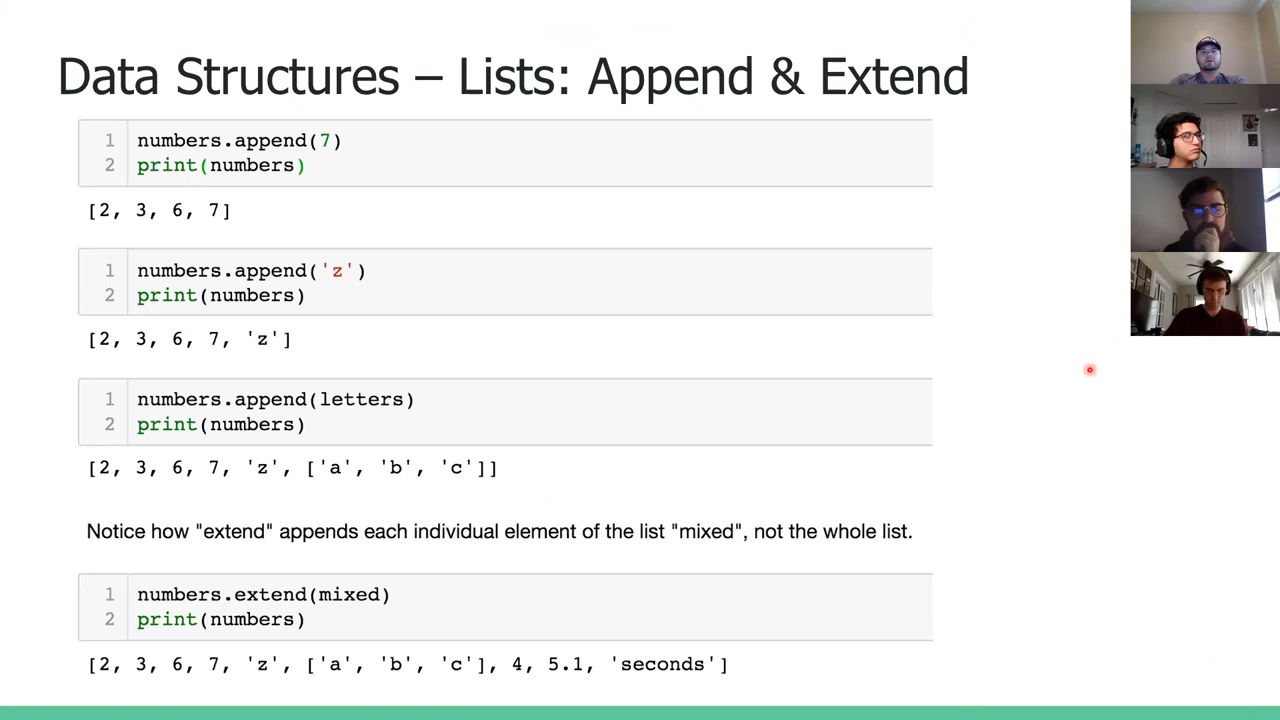 Data Structures – Lists: Append & Extend
1 numbers.append(7)
2 print(numbers)
[2, 3, 6, 7]
1 numbers.append('z')
2 print(numbers)
[2, 3, 6, 7, 'z']
1 numbers.append(letters)
2 print(numbers)
[2, 3, 6, 7, 'z', ['a', 'b', 'c']]
Notice how "extend" appends each individual element of the list "mixed", not the whole list.
1 numbers.extend(mixed)
2 print(numbers)
[2, 3, 6, 7, 'z', ['a', 'b', 'c'], 4, 5.1, 'seconds']